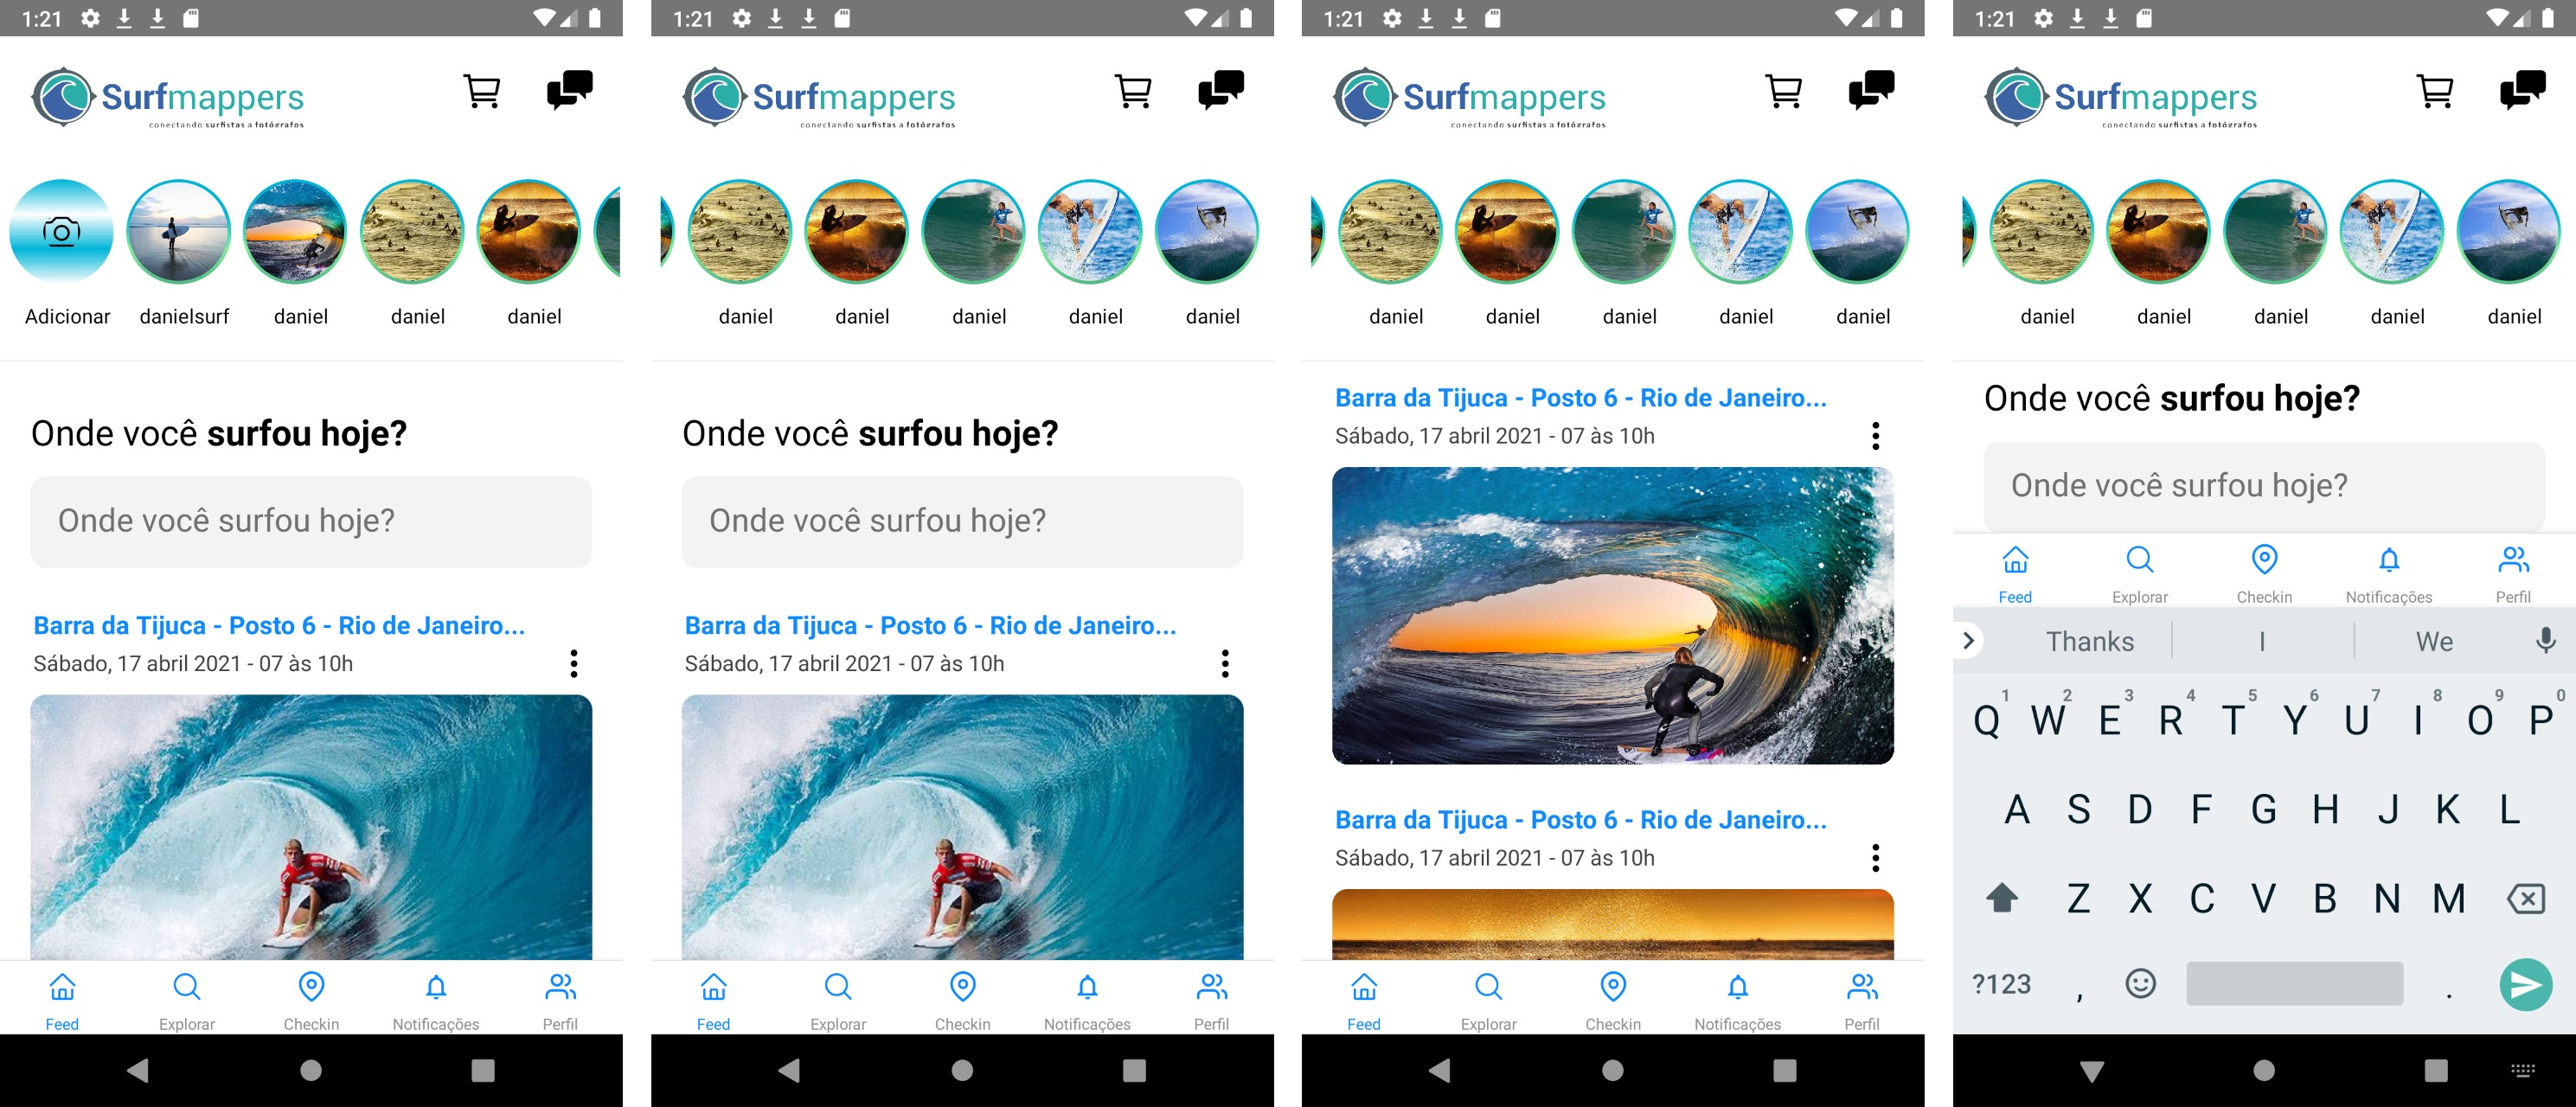 1:21
Surfmappers
conectando surfistas a fotógrafos
Adicionar danielsurf daniel daniel daniel
Onde você surfou hoje?
Onde você surfou hoje?
Barra da Tijuca - Posto 6 - Rio de Janeiro...
Sábado, 17 abril 2021 - 07 às 10h
Feed Explorar Checkin Notificações Perfil
1:21
Surfmappers
conectando surfistas a fotógrafos
daniel daniel daniel daniel daniel
Onde você surfou hoje?
Onde você surfou hoje?
Barra da Tijuca - Posto 6 - Rio de Janeiro...
Sábado, 17 abril 2021 - 07 às 10h
Feed Explorar Checkin Notificações Perfil
1:21
Surfmappers
conectando surfistas a fotógrafos
daniel daniel daniel daniel daniel
Barra da Tijuca - Posto 6 - Rio de Janeiro...
Sábado, 17 abril 2021 - 07 às 10h
Barra da Tijuca - Posto 6 - Rio de Janeiro...
Sábado, 17 abril 2021 - 07 às 10h
Feed Explorar Checkin Notificações Perfil
1:21
Surfmappers
conectando surfistas a fotógrafos
daniel daniel daniel daniel daniel
Onde você surfou hoje?
Onde você surfou hoje?
Feed Explorar Checkin Notificações Perfil
Thanks I We
1 2 3 4 5 6 7 8 9 0
Q W E R T Y U I O P
A S D F G H J K L
Z X C V B N M
?123 , .